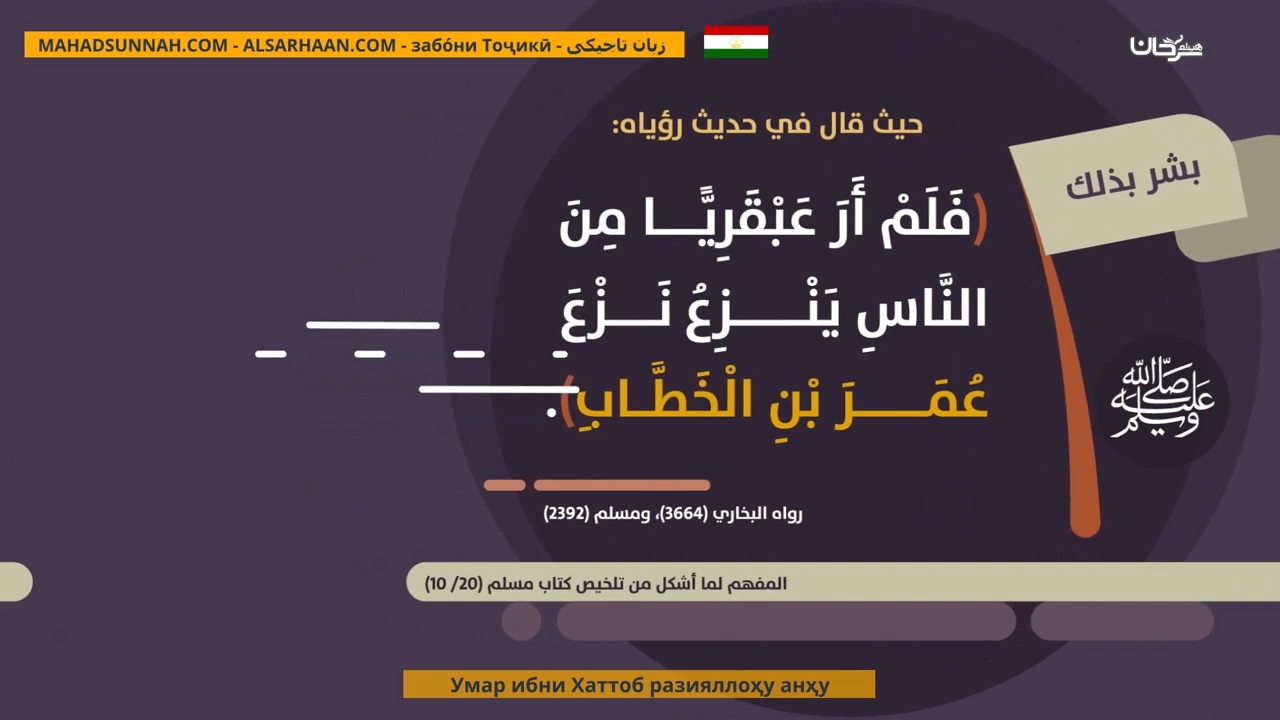 MAHADSUNNAH.COM - ALSARHAAN.COM - забо́ни Тоҷикӣ - زبان تاجیکی
هيثم سرحان
حيث قال في حديث رؤياه:
بشر بذلك
(فَلَمْ أَرَ عَبْقَرِيًّا مِنَ
النَّاسِ يَنْزِعُ نَزْعَ
عُمَرَ بْنِ الْخَطَّابِ).
صلى الله عليه وسلم
رواه البخاري (3664)، ومسلم (2392)
المفهم لما أشكل من تلخيص كتاب مسلم (20/ 10)
Умар ибни Хаттоб разияллоҳу анҳу